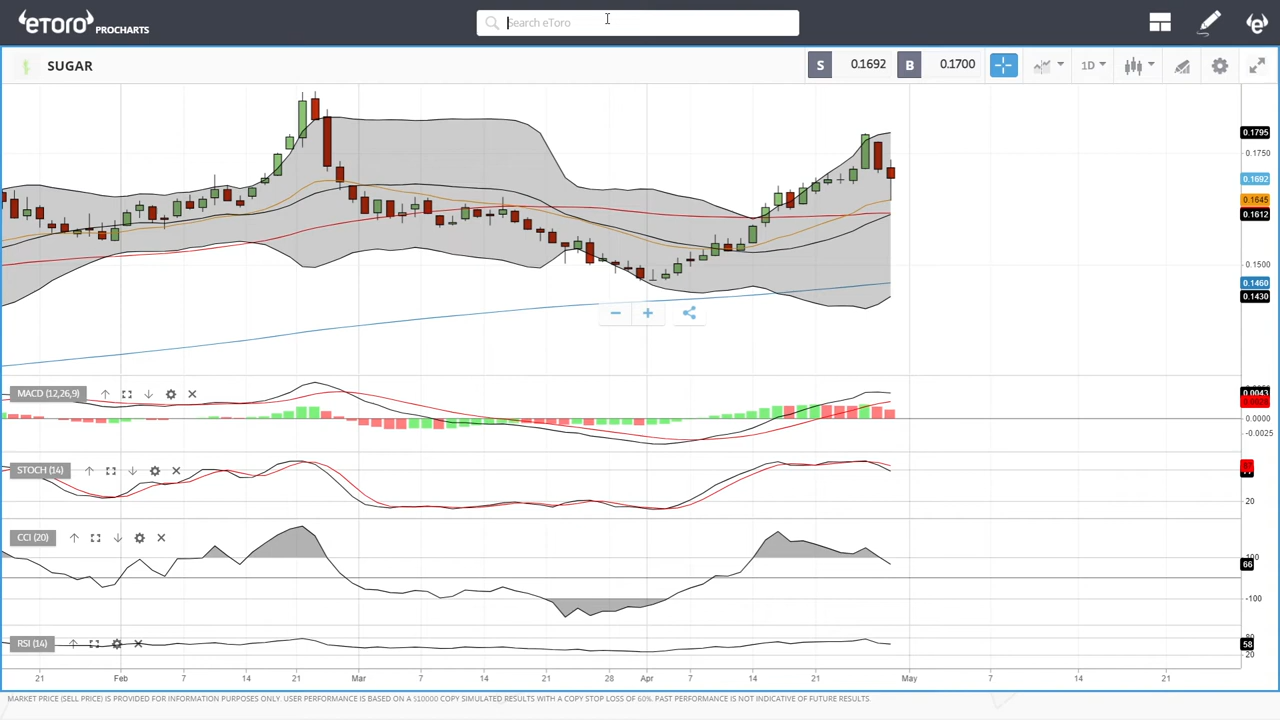 eTORO PROCHARTS
Search eToro
SUGAR
S 0.1692 B 0.1700
1D
0.1795
0.1750
0.1692
0.1645
0.1612
0.1500
0.1460
0.1430
MACD (12,26,9)
0.0043
0.0000
-0.0025
STOCH (14)
20
CCI (20)
100
66
-100
RSI (14)
80
58
20
21 Feb 7 14 21 Mar 7 14 21 28 Apr 7 14 21 May 7 14 21
MARKET PRICE (SELL PRICE) IS PROVIDED FOR INFORMATION PURPOSES ONLY. USER PERFORMANCE IS BASED ON A $10000 COPY SIMULATED RESULTS WITH A COPY STOP LOSS OF 60%. PAST PERFORMANCE IS NOT INDICATIVE OF FUTURE RESULTS.